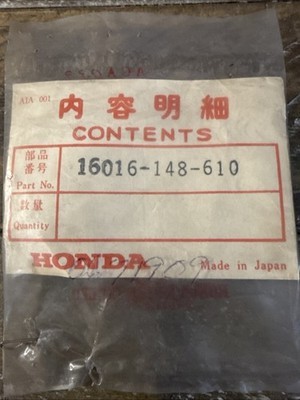 ATA 001
内容明細
CONTENTS
部品
番号
Part No.
16016-148-610
数量
Quantity
HONDA
Made in Japan